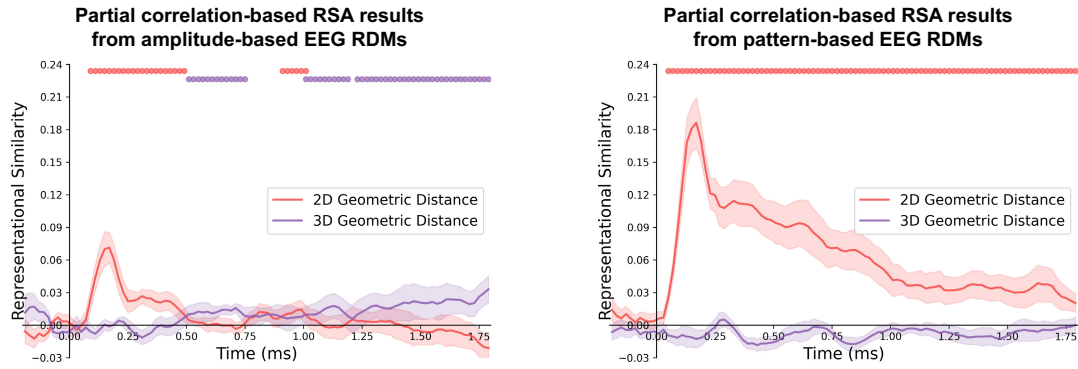 Partial correlation-based RSA results
from amplitude-based EEG RDMs
0.24
0.21
0.18
0.15
0.12
0.09
0.06
0.03
0.00
−0.03
Representational Similarity
2D Geometric Distance
3D Geometric Distance
0.00 0.25 0.50 0.75 1.00 1.25 1.50 1.75
Time (ms)
Partial correlation-based RSA results
from pattern-based EEG RDMs
0.24
0.21
0.18
0.15
0.12
0.09
0.06
0.03
0.00
−0.03
Representational Similarity
2D Geometric Distance
3D Geometric Distance
0.00 0.25 0.50 0.75 1.00 1.25 1.50 1.75
Time (ms)